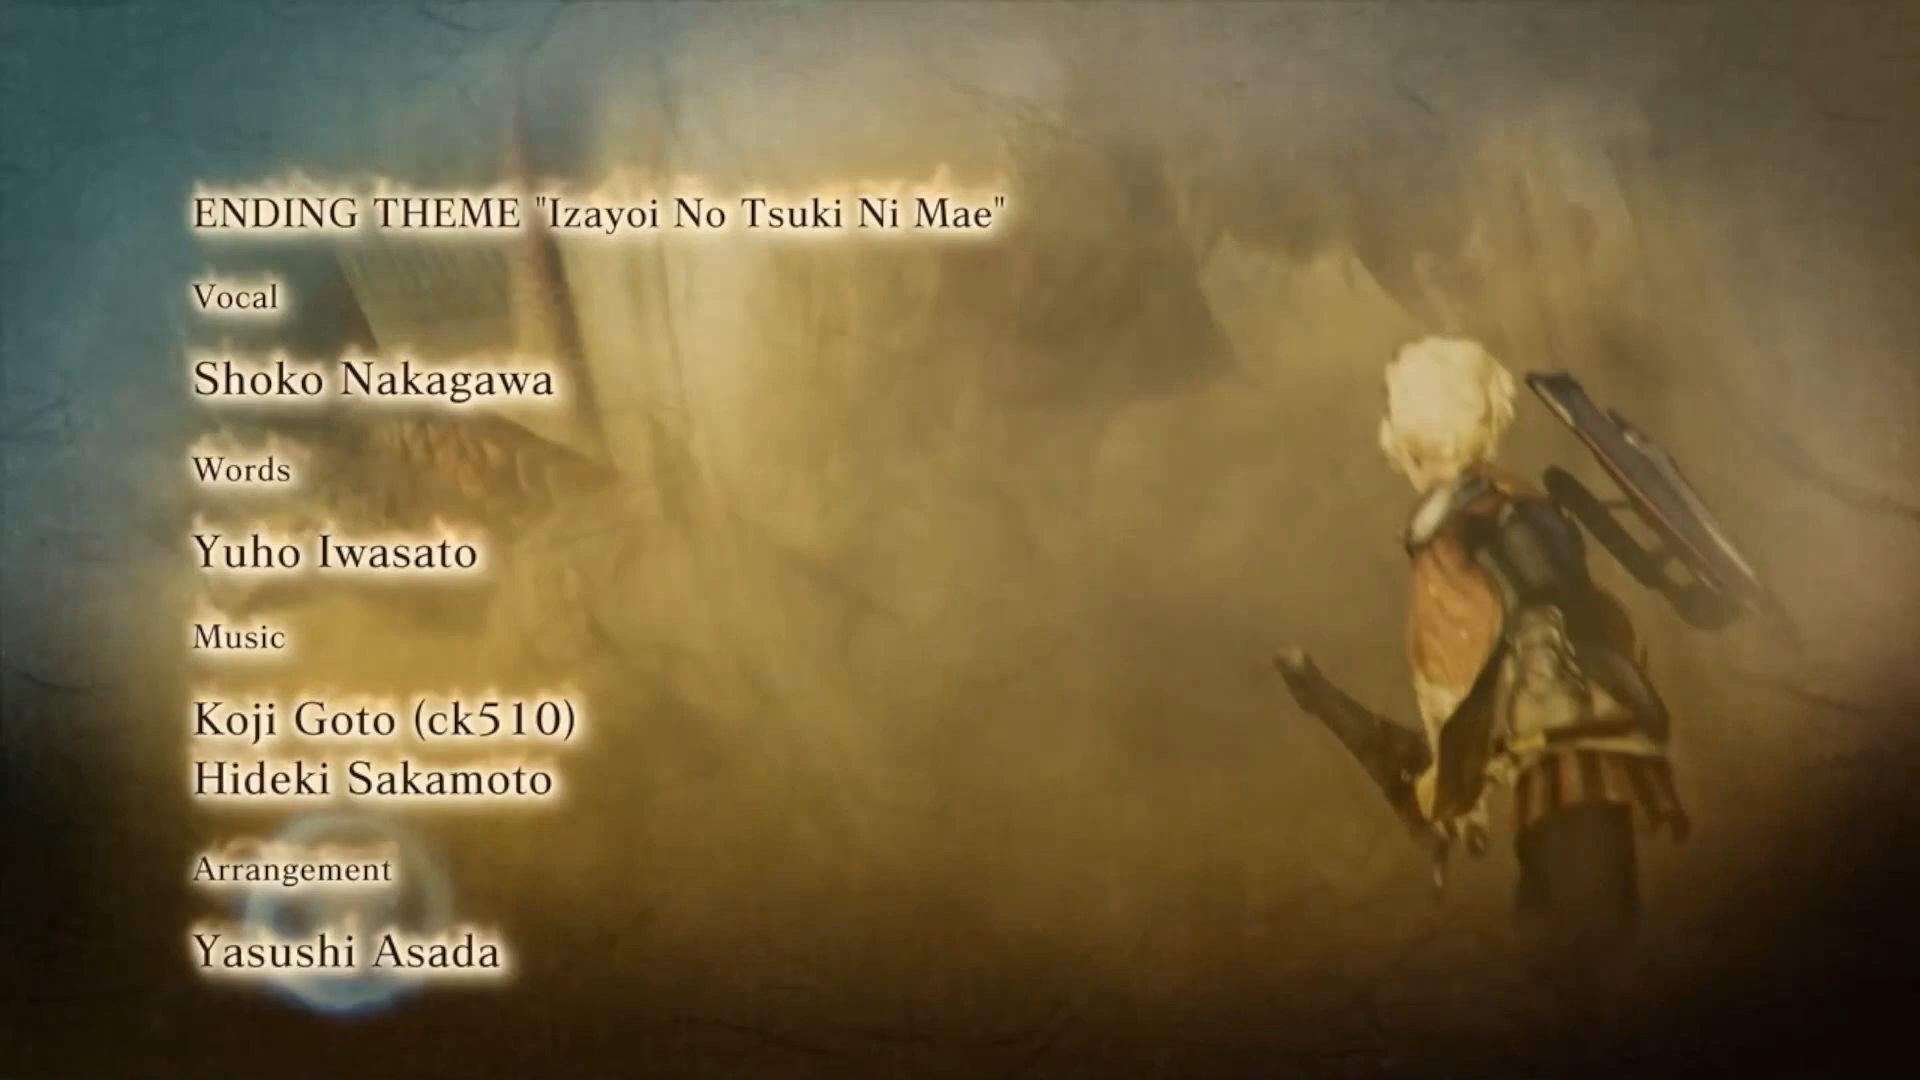 ENDING THEME "Izayoi No Tsuki Ni Mae"
Vocal
Shoko Nakagawa
Words
Yuho Iwasato
Music
Koji Goto (ck510)
Hideki Sakamoto
Arrangement
Yasushi Asada